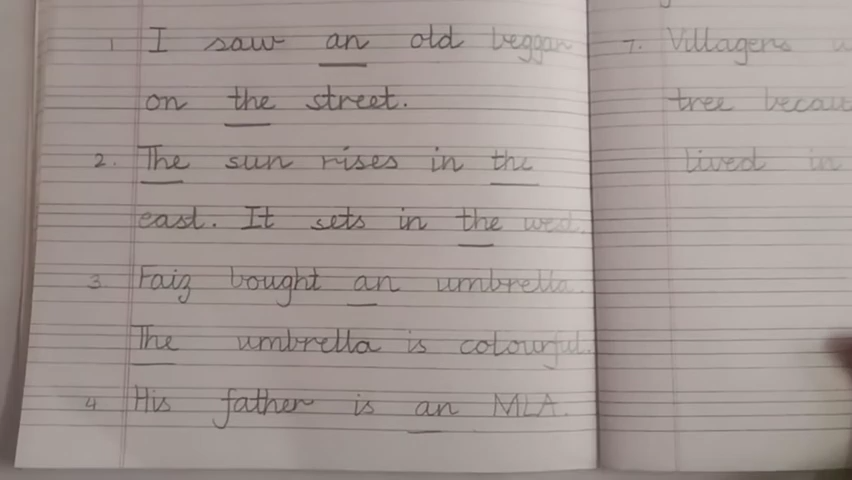 1 I saw an old beggar
on the street.
2. The sun rises in the
east. It sets in the west.
3 Faiz bought an umbrella.
The umbrella is colourful.
4 His father is an MLA.
7. Villagers
tree
lived in